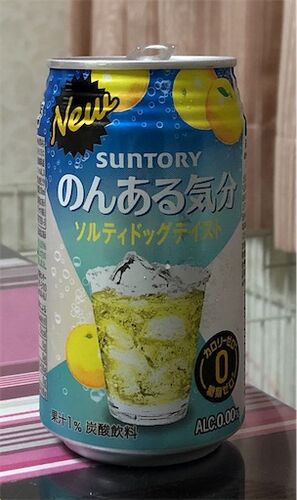 New
SUNTORY
のんある気分
ソルティドッグテイスト
カロリーゼロ
0
糖類ゼロ
果汁1% 炭酸飲料
ALC.0.00%